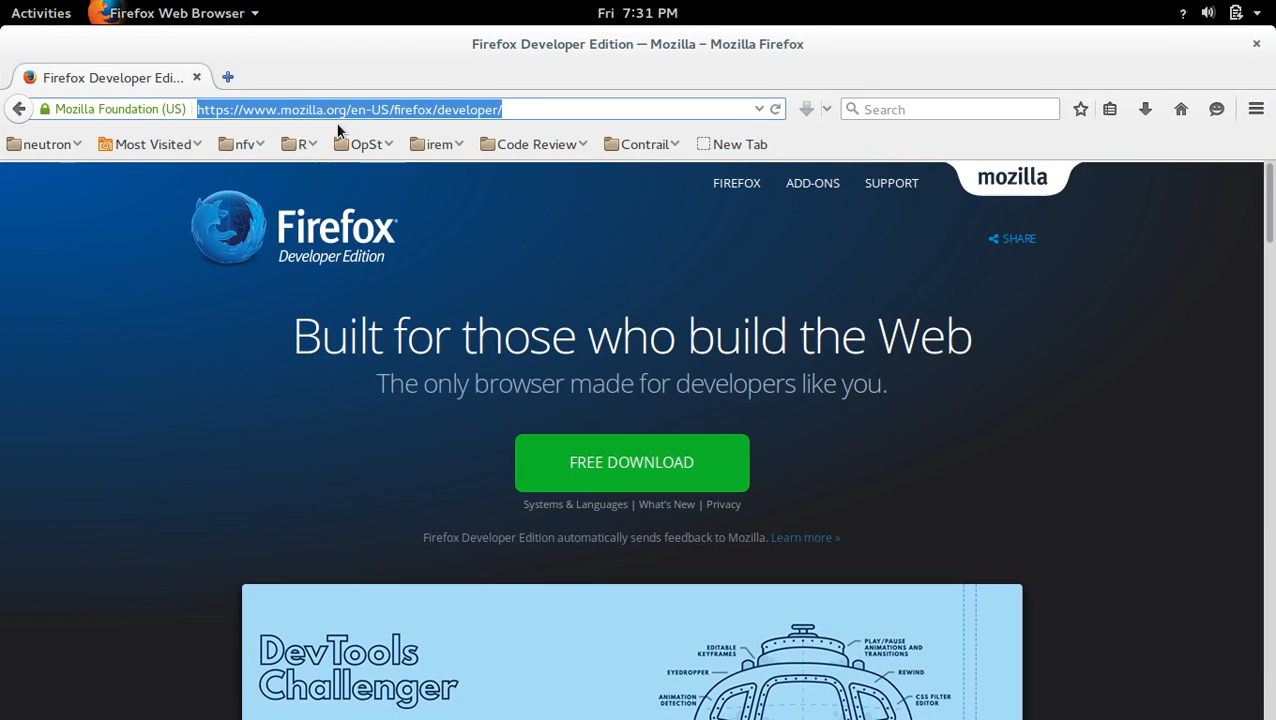 Activities Firefox Web Browser Fri 7:31 PM ?
Firefox Developer Edition — Mozilla – Mozilla Firefox
Firefox Developer Edi...
Mozilla Foundation (US) https://www.mozilla.org/en-US/firefox/developer/ Search
neutron Most Visited nfv R OpSt irem Code Review Contrail New Tab
FIREFOX ADD-ONS SUPPORT mozilla
Firefox®
Developer Edition
SHARE
Built for those who build the Web
The only browser made for developers like you.
FREE DOWNLOAD
Systems & Languages | What's New | Privacy
Firefox Developer Edition automatically sends feedback to Mozilla. Learn more »
DevTools
Challenger
EDITABLE
KEYFRAMES
PLAY/PAUSE
ANIMATIONS AND
TRANSITIONS
EYEDROPPER
REWIND
ANIMATION
DETECTION
CSS FILTER
EDITOR